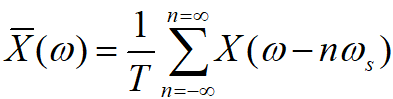 X̅(ω) = 1/T ∑_{n=-∞}^{n=∞} X(ω − nω_s)